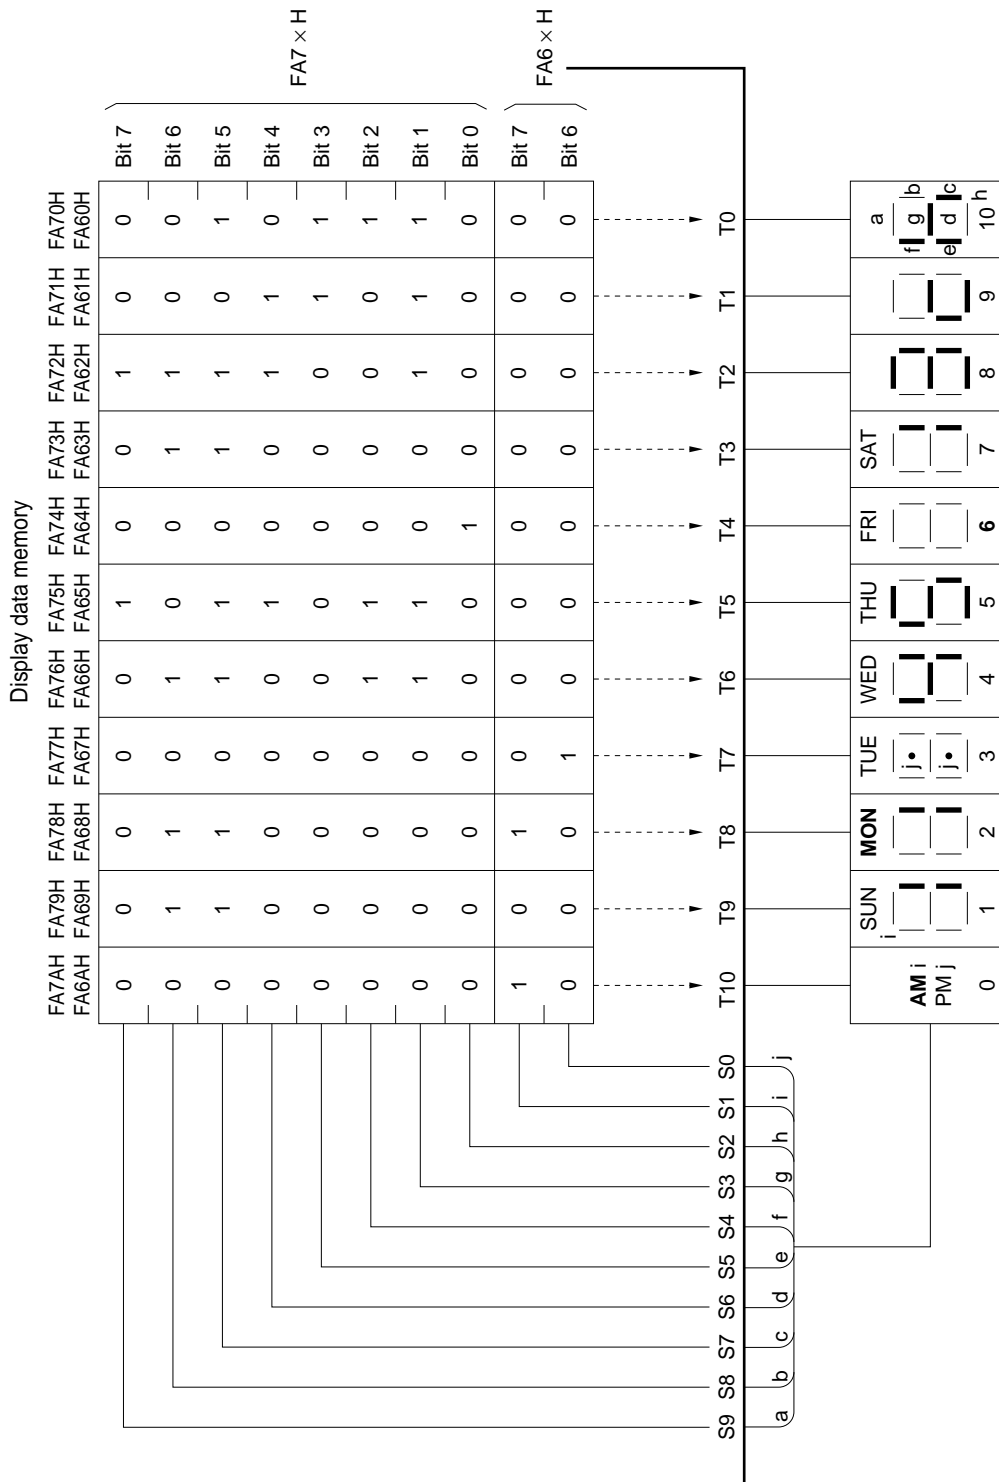 Display data memory
FA7AH FA79H FA78H FA77H FA76H FA75H FA74H FA73H FA72H FA71H FA70H
FA6AH FA69H FA68H FA67H FA66H FA65H FA64H FA63H FA62H FA61H FA60H
0 0 0 0 0 1 0 0 1 0 0 Bit 7
0 1 1 0 1 0 0 1 1 0 0 Bit 6
0 1 1 0 1 1 0 1 1 0 1 Bit 5
0 0 0 0 0 1 0 0 1 1 0 Bit 4
FA7 × H
0 0 0 0 0 0 0 0 0 1 1 Bit 3
0 0 0 0 1 1 0 0 0 0 1 Bit 2
0 0 0 0 1 1 0 0 1 1 1 Bit 1
0 0 0 0 0 0 1 0 0 0 0 Bit 0
1 0 1 0 0 0 0 0 0 0 0 Bit 7
FA6 × H
0 0 0 1 0 0 0 0 0 0 0 Bit 6
S9 S8 S7 S6 S5 S4 S3 S2 S1 S0 T10 T9 T8 T7 T6 T5 T4 T3 T2 T1 T0
a b c d e f g h i j
SUN MON TUE WED THU FRI SAT a
i
AM i j f g b
PM j j e d c
0 1 2 3 4 5 6 7 8 9 10 h